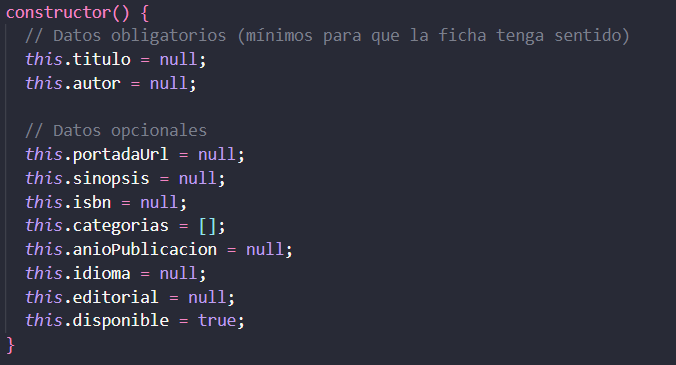 constructor() {
// Datos obligatorios (mínimos para que la ficha tenga sentido)
this.titulo = null;
this.autor = null;
// Datos opcionales
this.portadaUrl = null;
this.sinopsis = null;
this.isbn = null;
this.categorias = [];
this.anioPublicacion = null;
this.idioma = null;
this.editorial = null;
this.disponible = true;
}